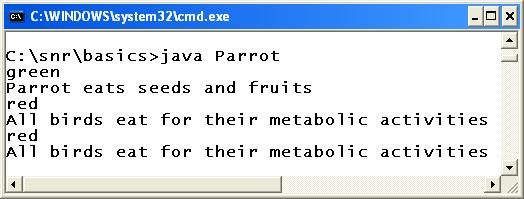 C:\WINDOWS\system32\cmd.exe
C:\snr\basics>java Parrot
green
Parrot eats seeds and fruits
red
All birds eat for their metabolic activities
red
All birds eat for their metabolic activities